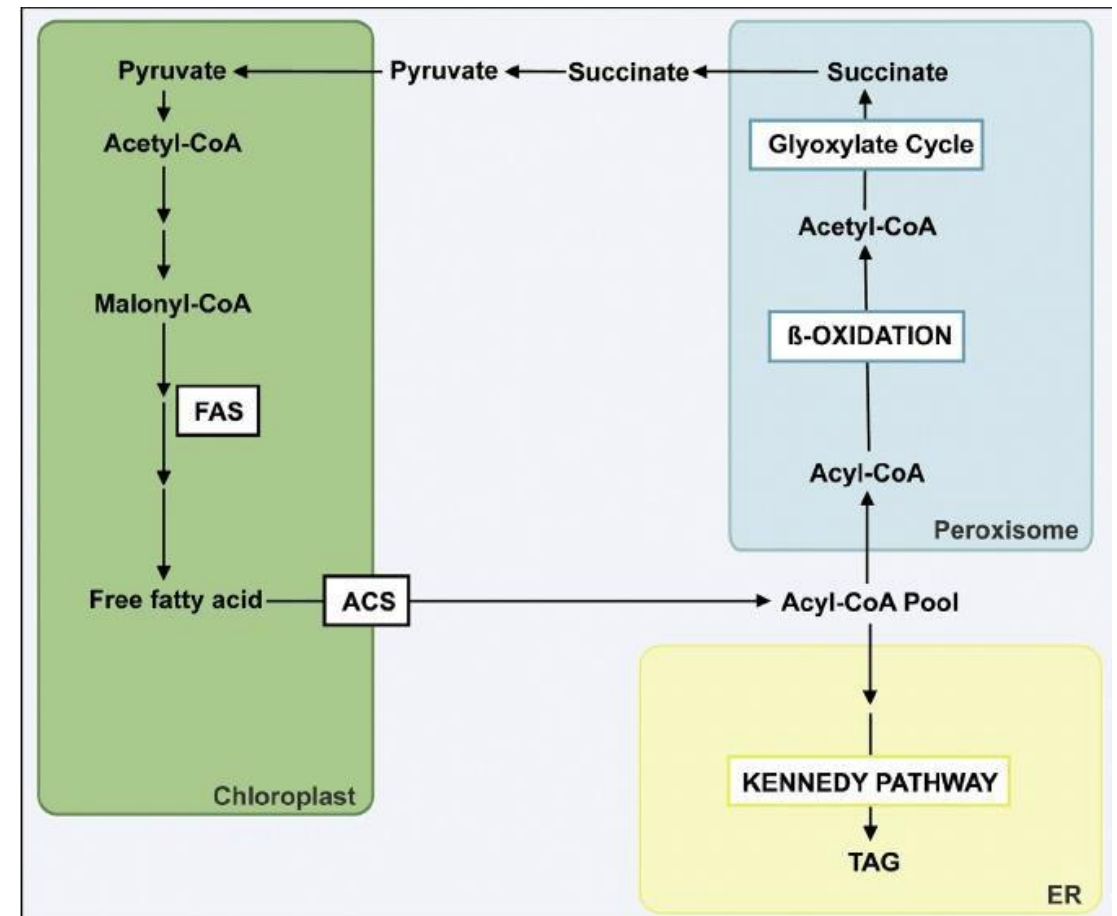 Pyruvate
Pyruvate
Succinate
Succinate
Acetyl-CoA
Glyoxylate Cycle
Acetyl-CoA
Malonyl-CoA
ß-OXIDATION
FAS
Acyl-CoA
Peroxisome
Free fatty acid
ACS
Acyl-CoA Pool
KENNEDY PATHWAY
Chloroplast
TAG
ER